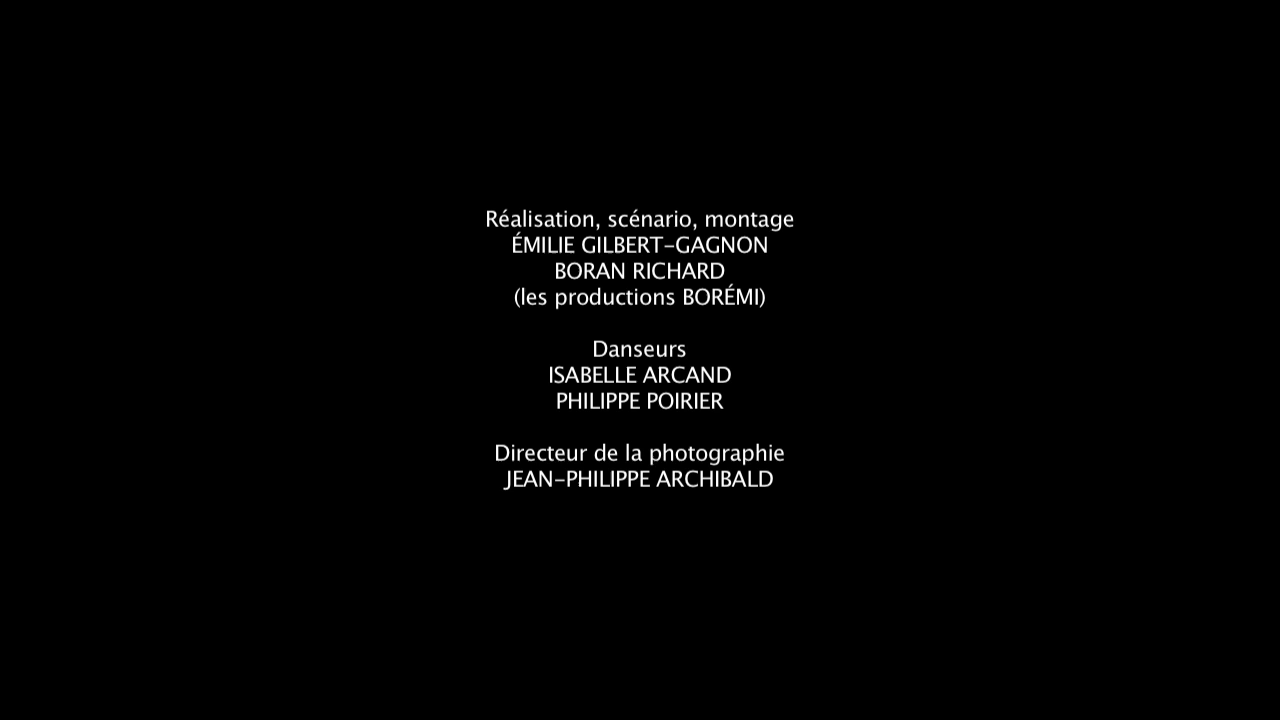 Réalisation, scénario, montage
ÉMILIE GILBERT-GAGNON
BORAN RICHARD
(les productions BORÉMI)
Danseurs
ISABELLE ARCAND
PHILIPPE POIRIER
Directeur de la photographie
JEAN-PHILIPPE ARCHIBALD